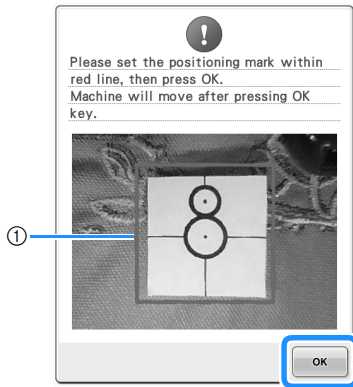 Please set the positioning mark within
red line, then press OK.
Machine will move after pressing OK
key.
①
OK